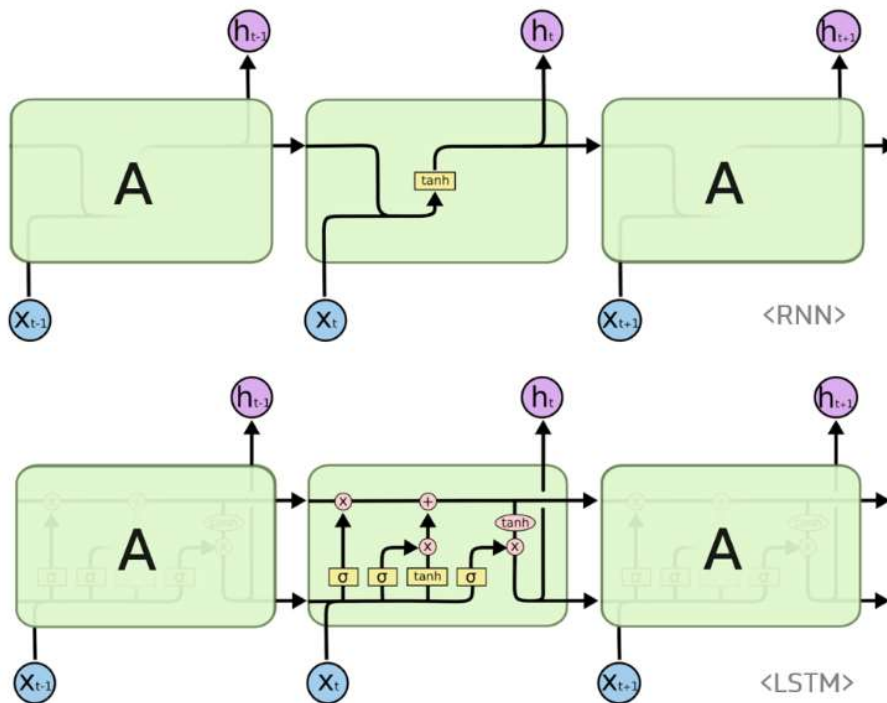 h t-1 h t h t+1
A tanh A
X t-1 X t X t+1 <RNN>
h t-1 h t h t+1
x + tanh
A x x A
σ σ tanh σ
X t-1 X t X t+1 <LSTM>